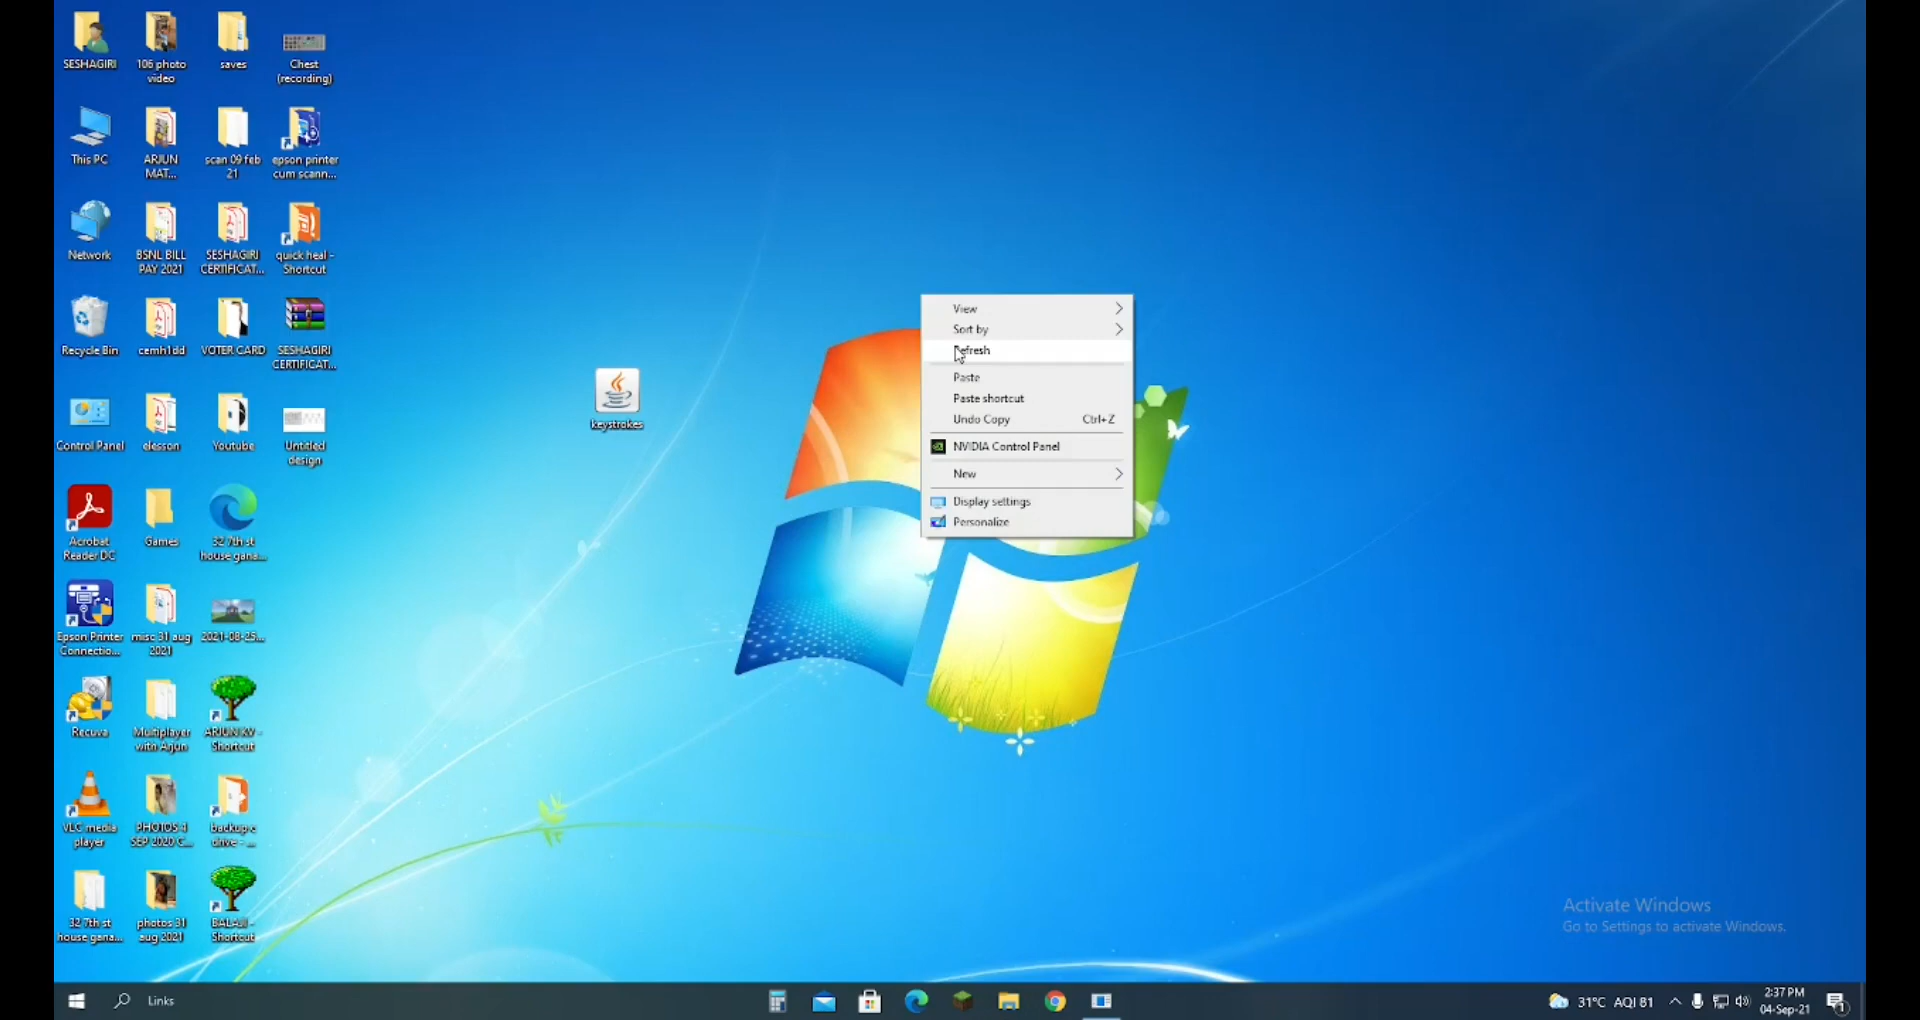 SESHAGIRI
106 photo
video
saves
Chest
(recording)
This PC
ARJUN
MAT...
scan 09 feb
21
epson printer
cum scann...
Network
BSNL BILL
PAY 2021
SESHAGIRI
CERTIFICAT...
quick heal -
Shortcut
Recycle Bin
cemh1dd
VOTER CARD
SESHAGIRI
CERTIFICAT...
Control Panel
elesson
Youtube
Untitled
design
Acrobat
Reader DC
Games
32 7th st
house gana...
Epson Printer
Connectio...
misc 31 aug
2021
2021-08-25...
Recuva
Multiplayer
with Arjun
ARJUN XV -
Shortcut
VLC media
player
PHOTOS 4
SEP 2020 C...
backup c
drive - ...
32 7th st
house gana...
photos 31
aug 2021
BALAJI -
Shortcut
keystrokes
View
Sort by
Refresh
Paste
Paste shortcut
Undo Copy Ctrl+Z
NVIDIA Control Panel
New
Display settings
Personalize
Activate Windows
Go to Settings to activate Windows.
Links
31°C AQI 81
2:37 PM
04-Sep-21
1